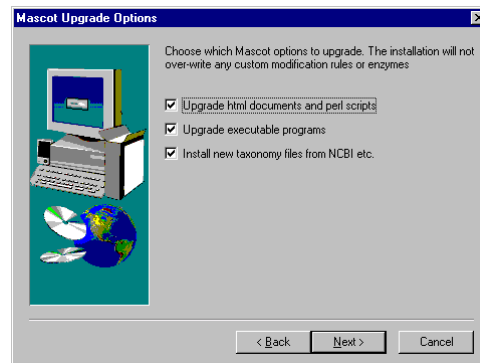 Mascot Upgrade Options
Choose which Mascot options to upgrade. The installation will not
over-write any custom modification rules or enzymes
Upgrade html documents and perl scripts
Upgrade executable programs
Install new taxonomy files from NCBI etc.
< Back
Next >
Cancel